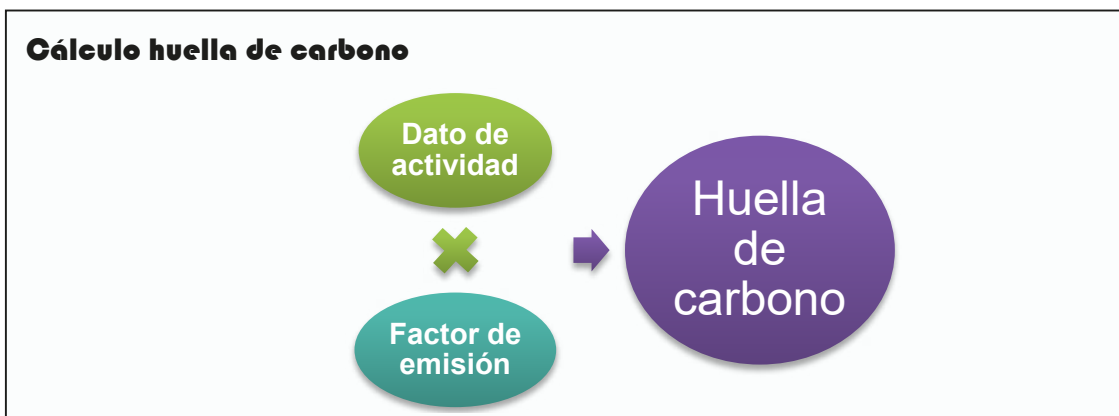 Cálculo huella de carbono
Dato de
actividad
Factor de
emisión
Huella
de
carbono